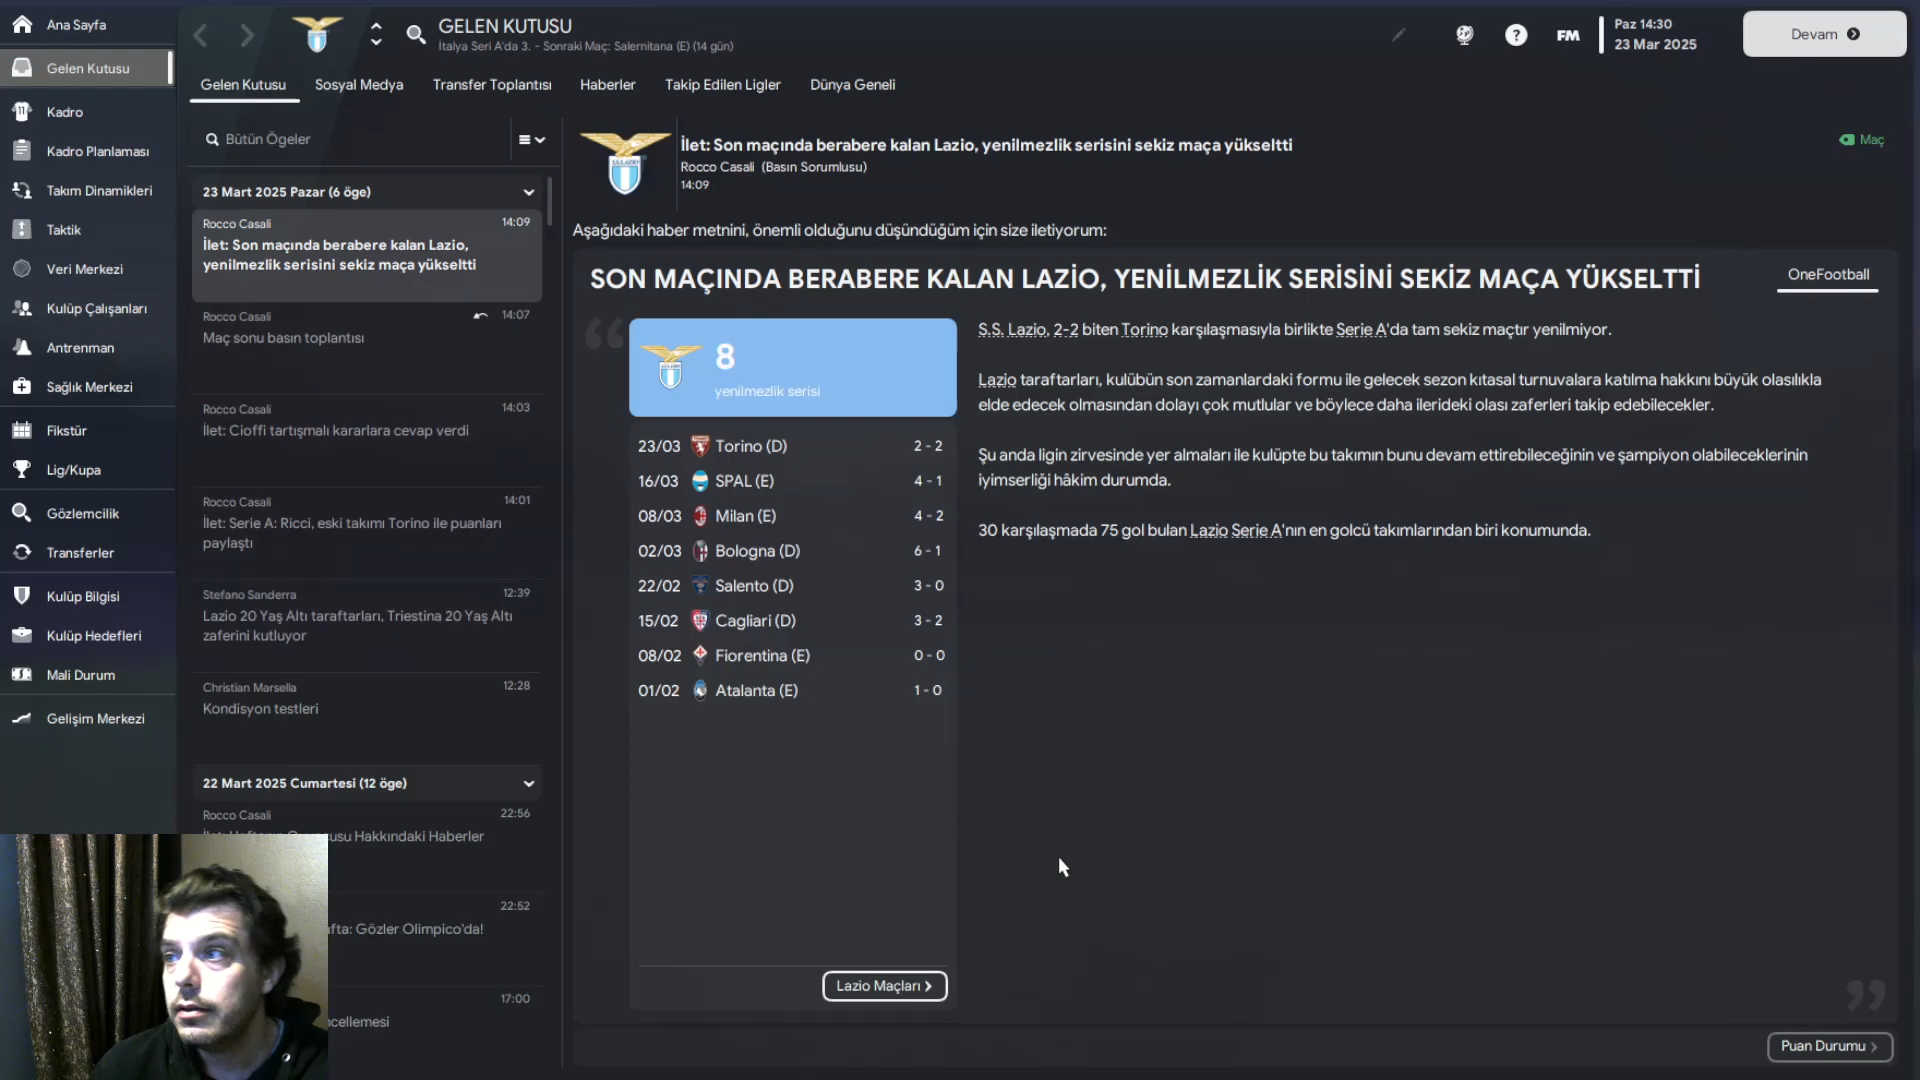 Ana Sayfa
Gelen Kutusu
Kadro
Kadro Planlaması
Takım Dinamikleri
Taktik
Veri Merkezi
Kulüp Çalışanları
Antrenman
Sağlık Merkezi
Fikstür
Lig/Kupa
Gözlemcilik
Transferler
Kulüp Bilgisi
Kulüp Hedefleri
Mali Durum
Gelişim Merkezi
GELEN KUTUSU
İtalya Seri A'da 3. - Sonraki Maç: Salernitana (E) (14 gün)
FM
Paz 14:30
23 Mar 2025
Devam
Gelen Kutusu
Sosyal Medya
Transfer Toplantısı
Haberler
Takip Edilen Ligler
Dünya Geneli
Bütün Ögeler
23 Mart 2025 Pazar (6 öge)
Rocco Casali 14:09
İlet: Son maçında berabere kalan Lazio,
yenilmezlik serisini sekiz maça yükseltti
Rocco Casali 14:07
Maç sonu basın toplantısı
Rocco Casali 14:03
İlet: Cioffi tartışmalı kararlara cevap verdi
Rocco Casali 14:01
İlet: Serie A: Ricci, eski takımı Torino ile puanları
paylaştı
Stefano Sanderra 12:39
Lazio 20 Yaş Altı taraftarları, Triestina 20 Yaş Altı
zaferini kutluyor
Christian Marsella 12:28
Kondisyon testleri
22 Mart 2025 Cumartesi (12 öge)
Rocco Casali 22:56
Hakkındaki Haberler
22:52
Gözler Olimpico'da!
17:00
İlet: Son maçında berabere kalan Lazio, yenilmezlik serisini sekiz maça yükseltti
Rocco Casali (Basın Sorumlusu)
14:09
Maç
Aşağıdaki haber metnini, önemli olduğunu düşündüğüm için size iletiyorum:
SON MAÇINDA BERABERE KALAN LAZİO, YENİLMEZLİK SERİSİNİ SEKİZ MAÇA YÜKSELTTİ
OneFootball
8
yenilmezlik serisi
23/03 Torino (D) 2 - 2
16/03 SPAL (E) 4 - 1
08/03 Milan (E) 4 - 2
02/03 Bologna (D) 6 - 1
22/02 Salento (D) 3 - 0
15/02 Cagliari (D) 3 - 2
08/02 Fiorentina (E) 0 - 0
01/02 Atalanta (E) 1 - 0
Lazio Maçları
S.S. Lazio, 2-2 biten Torino karşılaşmasıyla birlikte Serie A'da tam sekiz maçtır yenilmiyor.
Lazio taraftarları, kulübün son zamanlardaki formu ile gelecek sezon kıtasal turnuvalara katılma hakkını büyük olasılıkla
elde edecek olmasından dolayı çok mutlular ve böylece daha ilerideki olası zaferleri takip edebilecekler.
Şu anda ligin zirvesinde yer almaları ile kulüpte bu takımın bunu devam ettirebileceğinin ve şampiyon olabileceklerinin
iyimserliği hâkim durumda.
30 karşılaşmada 75 gol bulan Lazio Serie A'nın en golcü takımlarından biri konumunda.
Puan Durumu